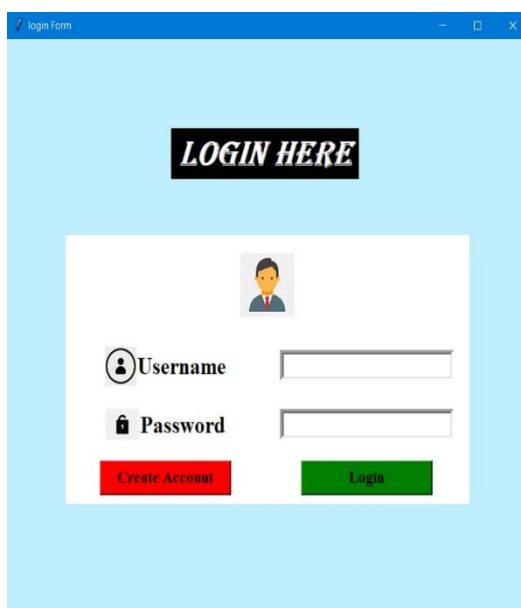 login Form
LOGIN HERE
Username
Password
Create Account Login